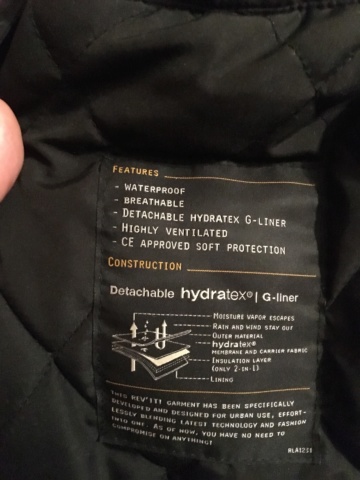 FEATURES
- WATERPROOF
- BREATHABLE
- DETACHABLE HYDRATEX G-LINER
- HIGHLY VENTILATED
- CE APPROVED SOFT PROTECTION
CONSTRUCTION
Detachable hydratex® | G-liner
MOISTURE VAPOR ESCAPES
RAIN AND WIND STAY OUT
OUTER MATERIAL
hydratex®
MEMBRANE AND CARRIER FABRIC
INSULATION LAYER
(ONLY 2-IN-1)
LINING
THIS REV'IT! GARMENT HAS BEEN SPECIFICALLY
DEVELOPED AND DESIGNED FOR URBAN USE, EFFORT-
LESSLY BLENDING LATEST TECHNOLOGY AND FASHION
INTO ONE. AS OF NOW, YOU HAVE NO NEED TO
COMPROMISE ON ANYTHING!